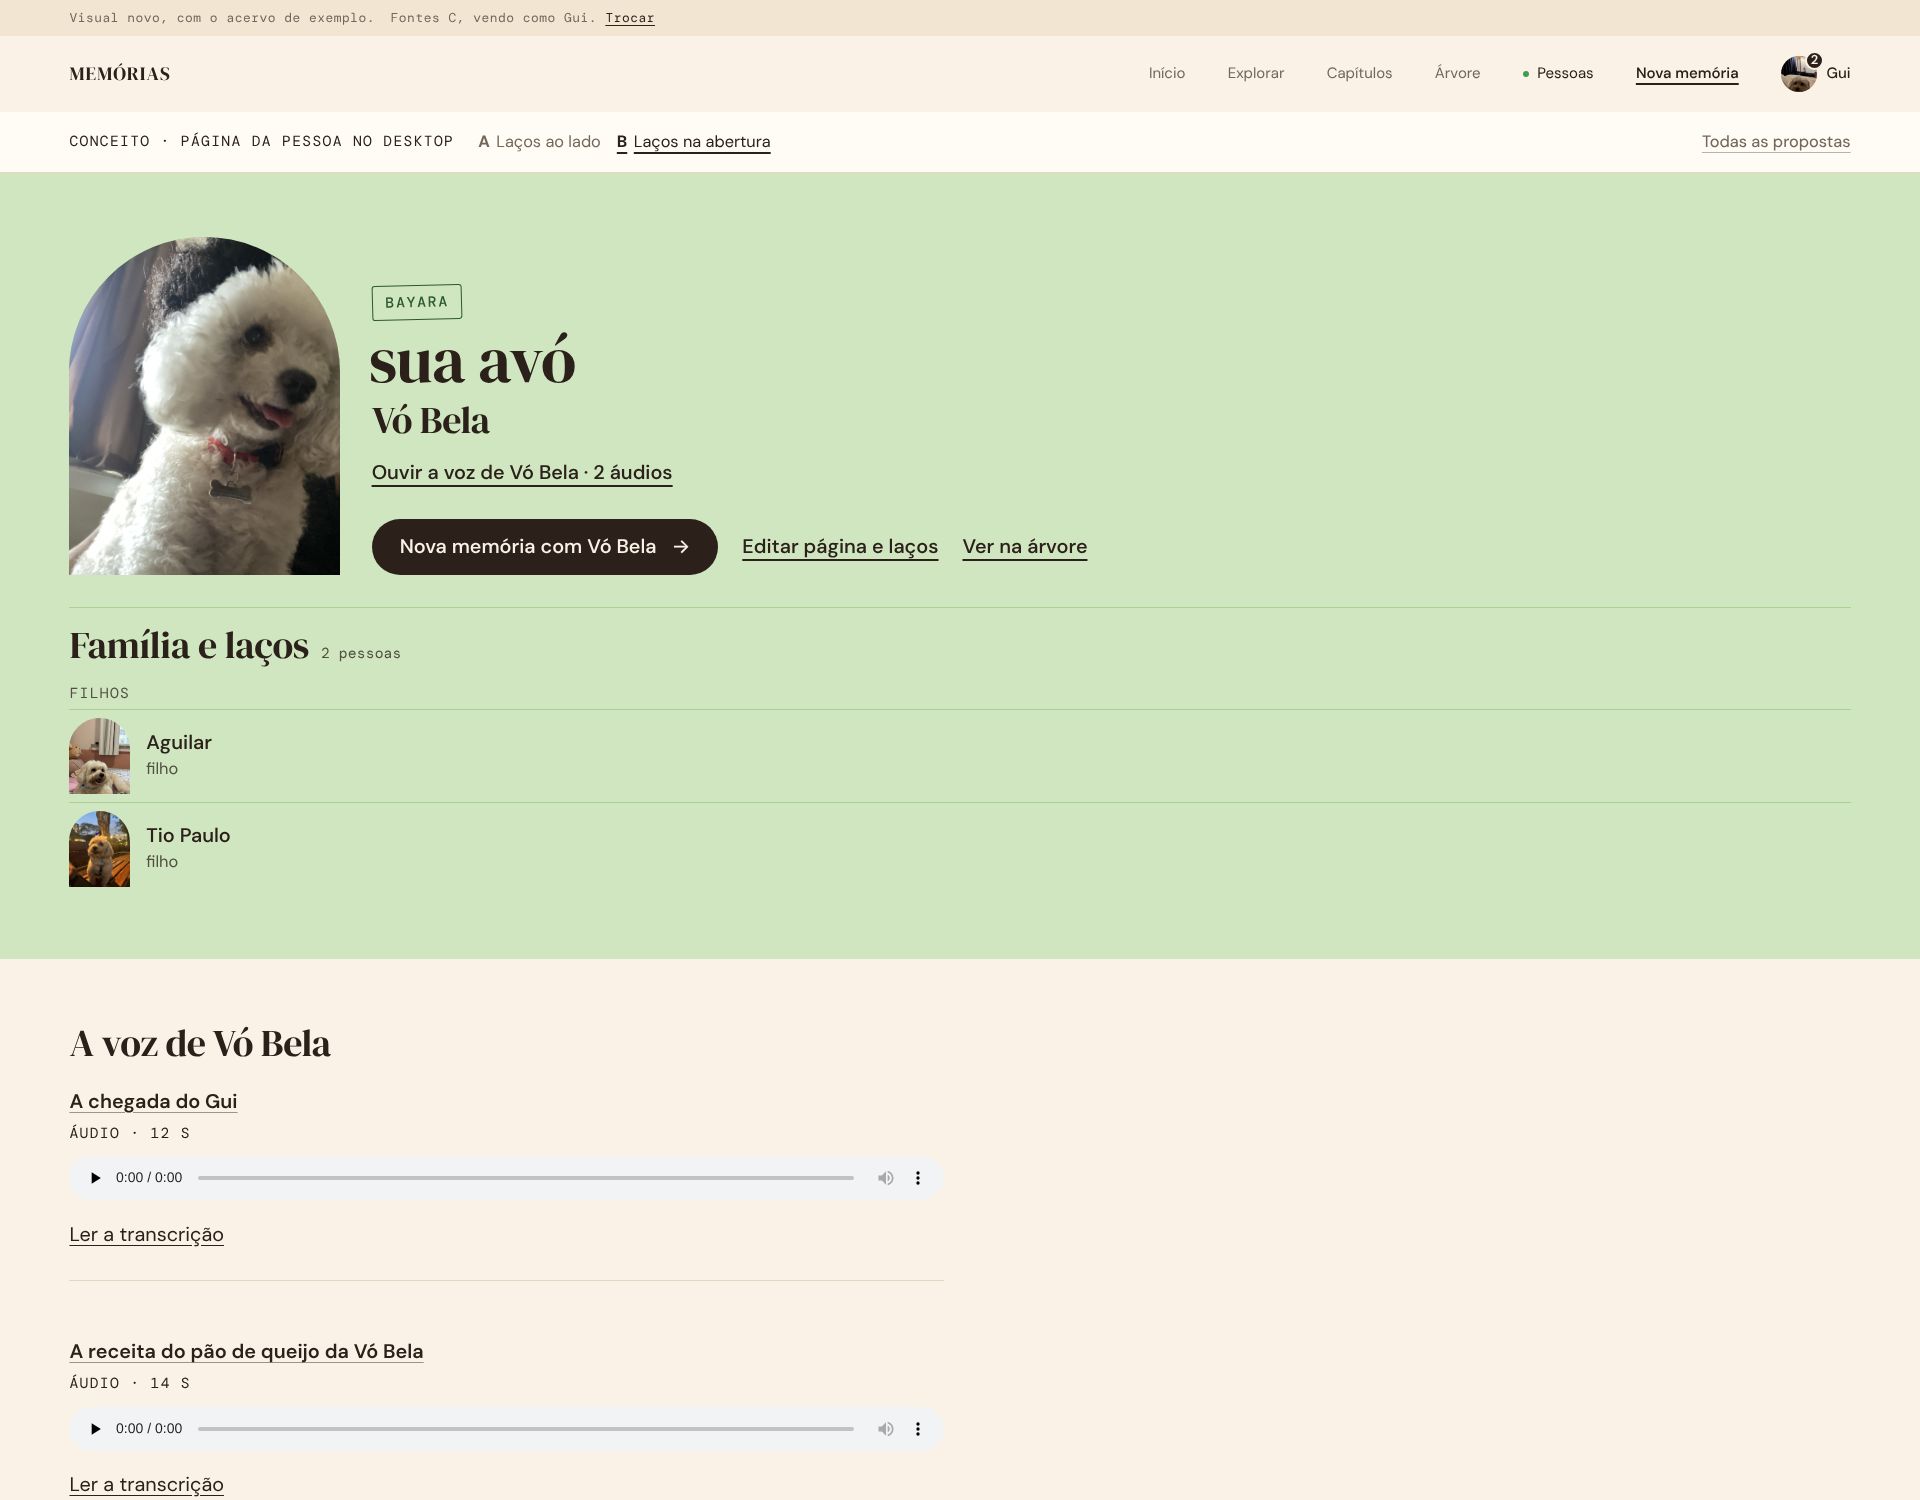 Visual novo, com o acervo de exemplo. Fontes C, vendo como Gui. Trocar
MEMÓRIAS
Início Explorar Capítulos Árvore Pessoas Nova memória 2 Gui
CONCEITO · PÁGINA DA PESSOA NO DESKTOP A Laços ao lado B Laços na abertura Todas as propostas
BAYARA
sua avó
Vó Bela
Ouvir a voz de Vó Bela · 2 áudios
Nova memória com Vó Bela → Editar página e laços Ver na árvore
Família e laços 2 pessoas
FILHOS
Aguilar
filho
Tio Paulo
filho
A voz de Vó Bela
A chegada do Gui
ÁUDIO · 12 S
0:00 / 0:00
Ler a transcrição
A receita do pão de queijo da Vó Bela
ÁUDIO · 14 S
0:00 / 0:00
Ler a transcrição